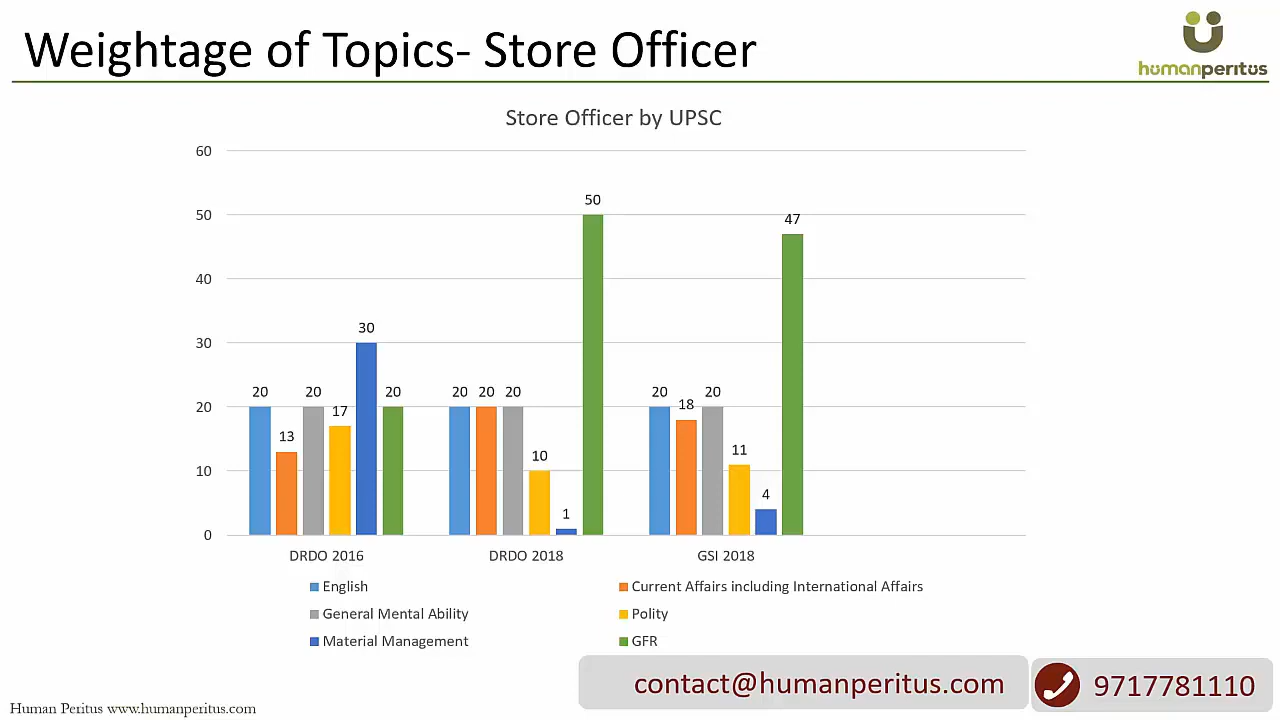 Weightage of Topics- Store Officer
humanperitus
Store Officer by UPSC
60
50
40
30
20
10
0
20 13 20 17 30 20
20 20 20 10 1 50
20 18 20 11 4 47
DRDO 2016 DRDO 2018 GSI 2018
English Current Affairs including International Affairs
General Mental Ability Polity
Material Management GFR
contact@humanperitus.com 9717781110
Human Peritus www.humanperitus.com